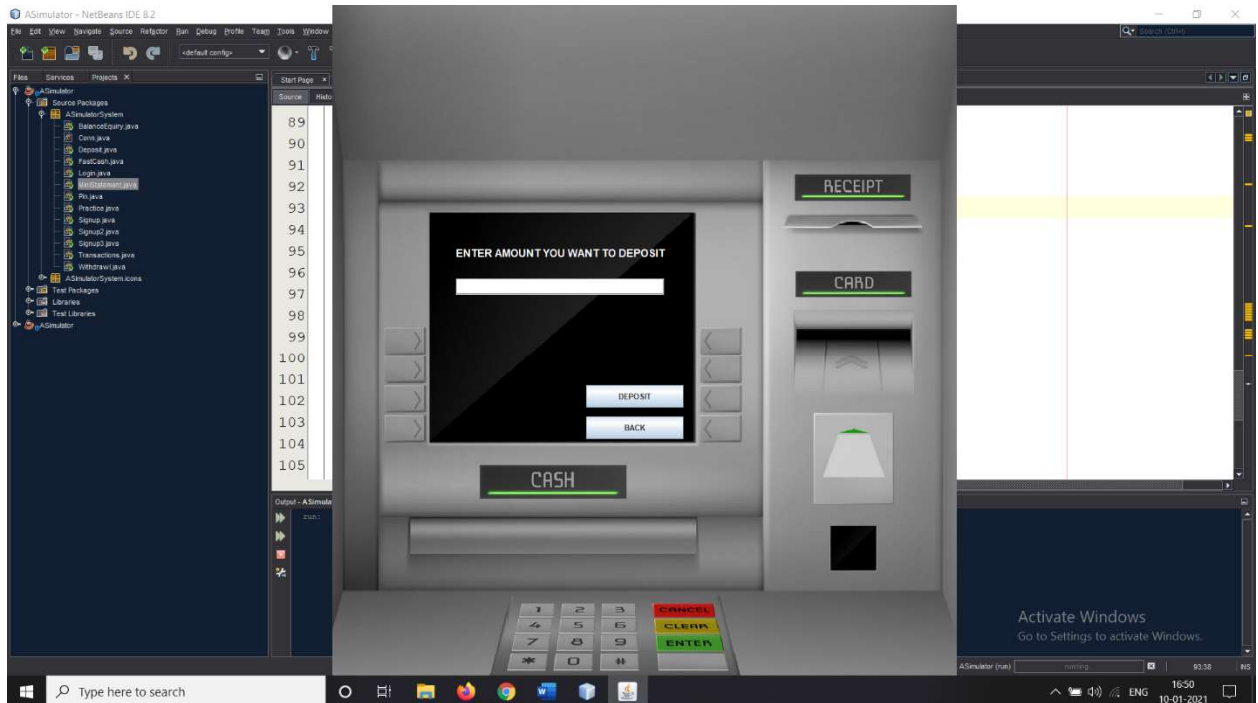 ASimulator - NetBeans IDE 8.2
File Edit View Navigate Source Refactor Run Debug Profile Team Tools Window
Search (Ctrl+I)
<default config>
Files Services Projects
Start Page
ASimulator
Source Packages
ASimulatorSystem
BalanceEquiry.java
Conn.java
Deposit.java
FastCash.java
Login.java
MiniStatement.java
Pin.java
Practice.java
Signup.java
Signup2.java
Signup3.java
Transactions.java
Withdrawl.java
ASimulatorSystem.icons
Test Packages
Libraries
Test Libraries
ASimulator
Source Histo
89
90
91
92
93
94
95
96
97
98
99
100
101
102
103
104
105
RECEIPT
ENTER AMOUNT YOU WANT TO DEPOSIT
CARD
DEPOSIT
BACK
CASH
Output - ASimula
run:
1 2 3 CANCEL
4 5 6 CLEAR
7 8 9 ENTER
* 0 #
Activate Windows
Go to Settings to activate Windows.
ASimulator (run) running... 93:38 INS
Type here to search
ENG
16:50
10-01-2021